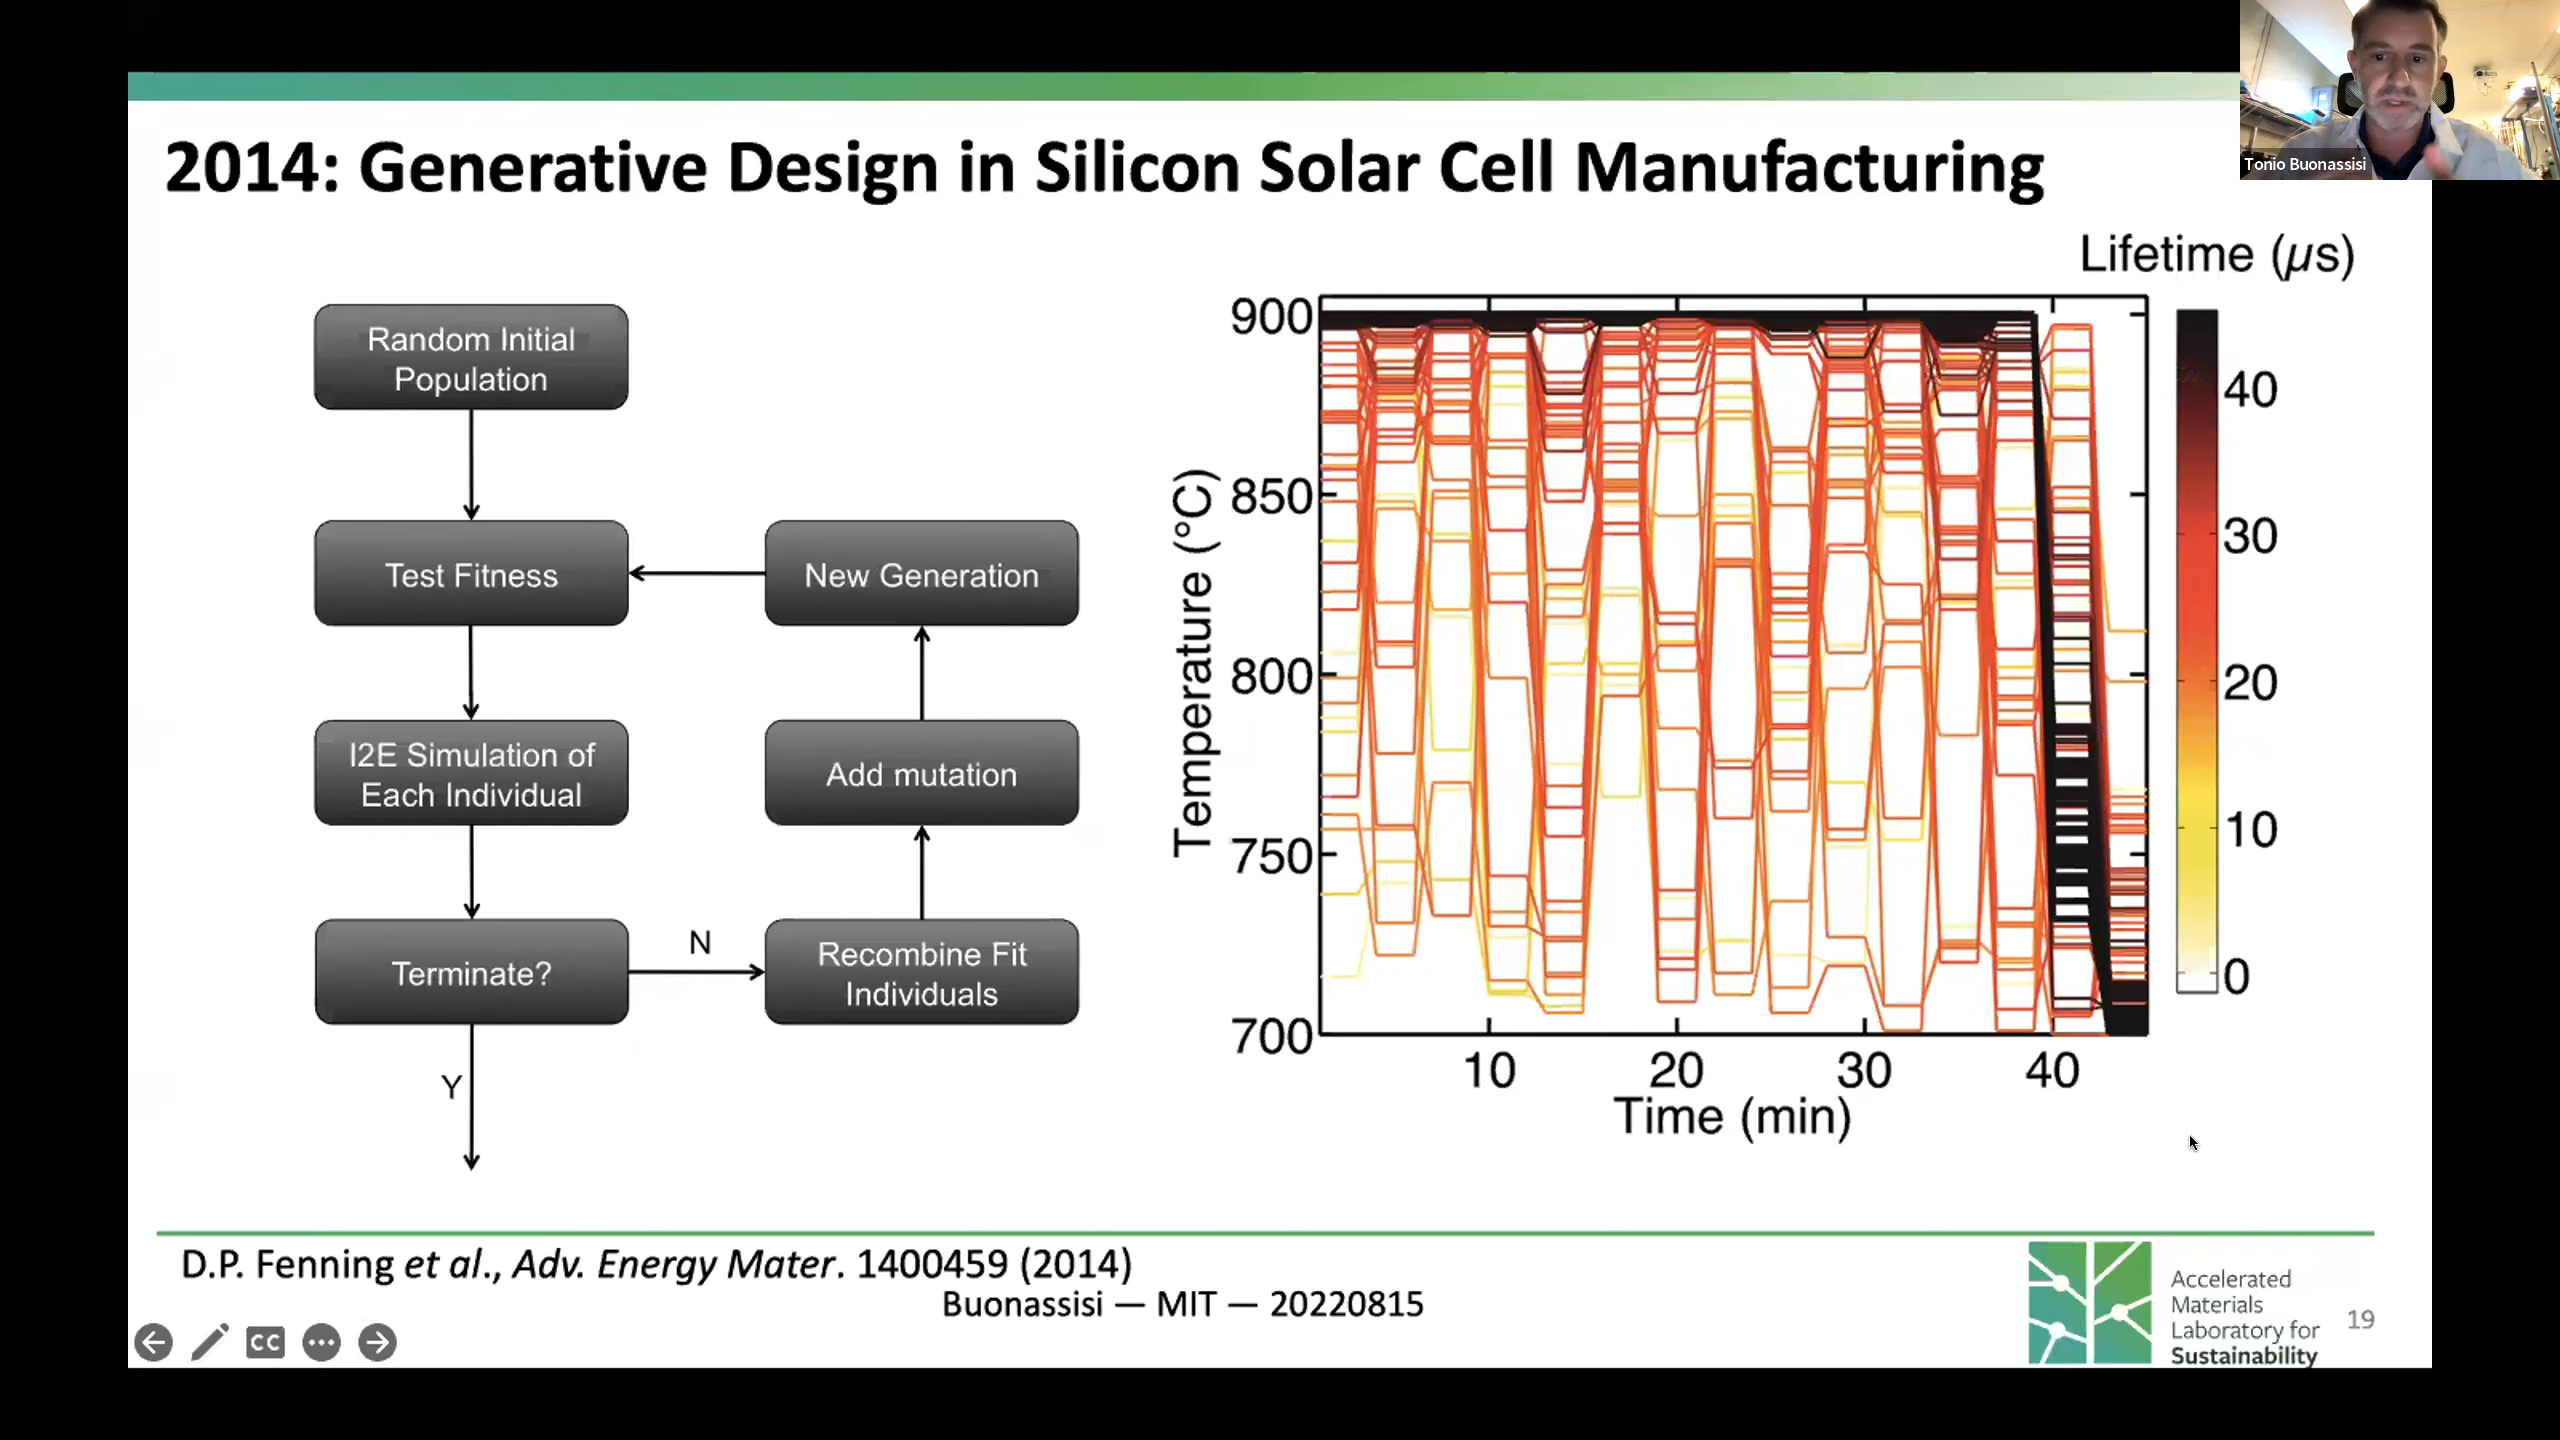 Tonio Buonassisi
2014: Generative Design in Silicon Solar Cell Manufacturing
Random Initial
Population
Test Fitness
New Generation
I2E Simulation of
Each Individual
Add mutation
Terminate?
N
Recombine Fit
Individuals
Y
Lifetime (µs)
Temperature (°C)
900
850
800
750
700
10
20
30
40
Time (min)
40
30
20
10
0
D.P. Fenning et al., Adv. Energy Mater. 1400459 (2014)
Buonassisi — MIT — 20220815
Accelerated
Materials
Laboratory for
Sustainability
19
CC